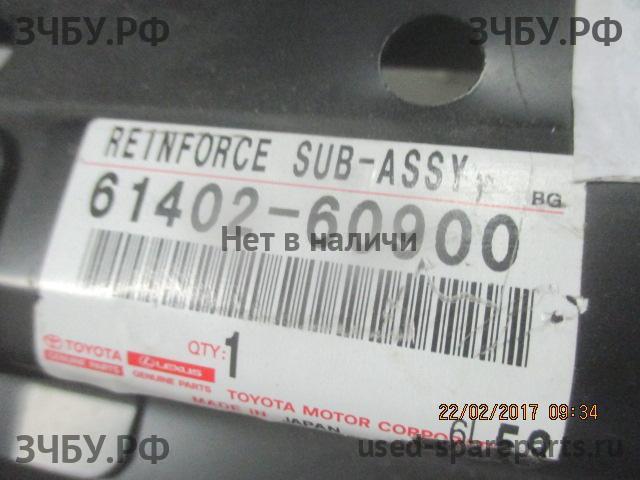 ЗЧБУ.РФ
ЗЧБУ.РФ
REINFORCE SUB-ASSY,
BG
61402-60900
Нет в наличи
QTY: 1
TOYOTA
GENUINE PARTS
LEXUS
GENUINE PARTS
TOYOTA MOTOR CORPOR
MADE IN JAPAN
22/02/2017 09:34
ЗЧБУ.РФ
used-spareparts.ru